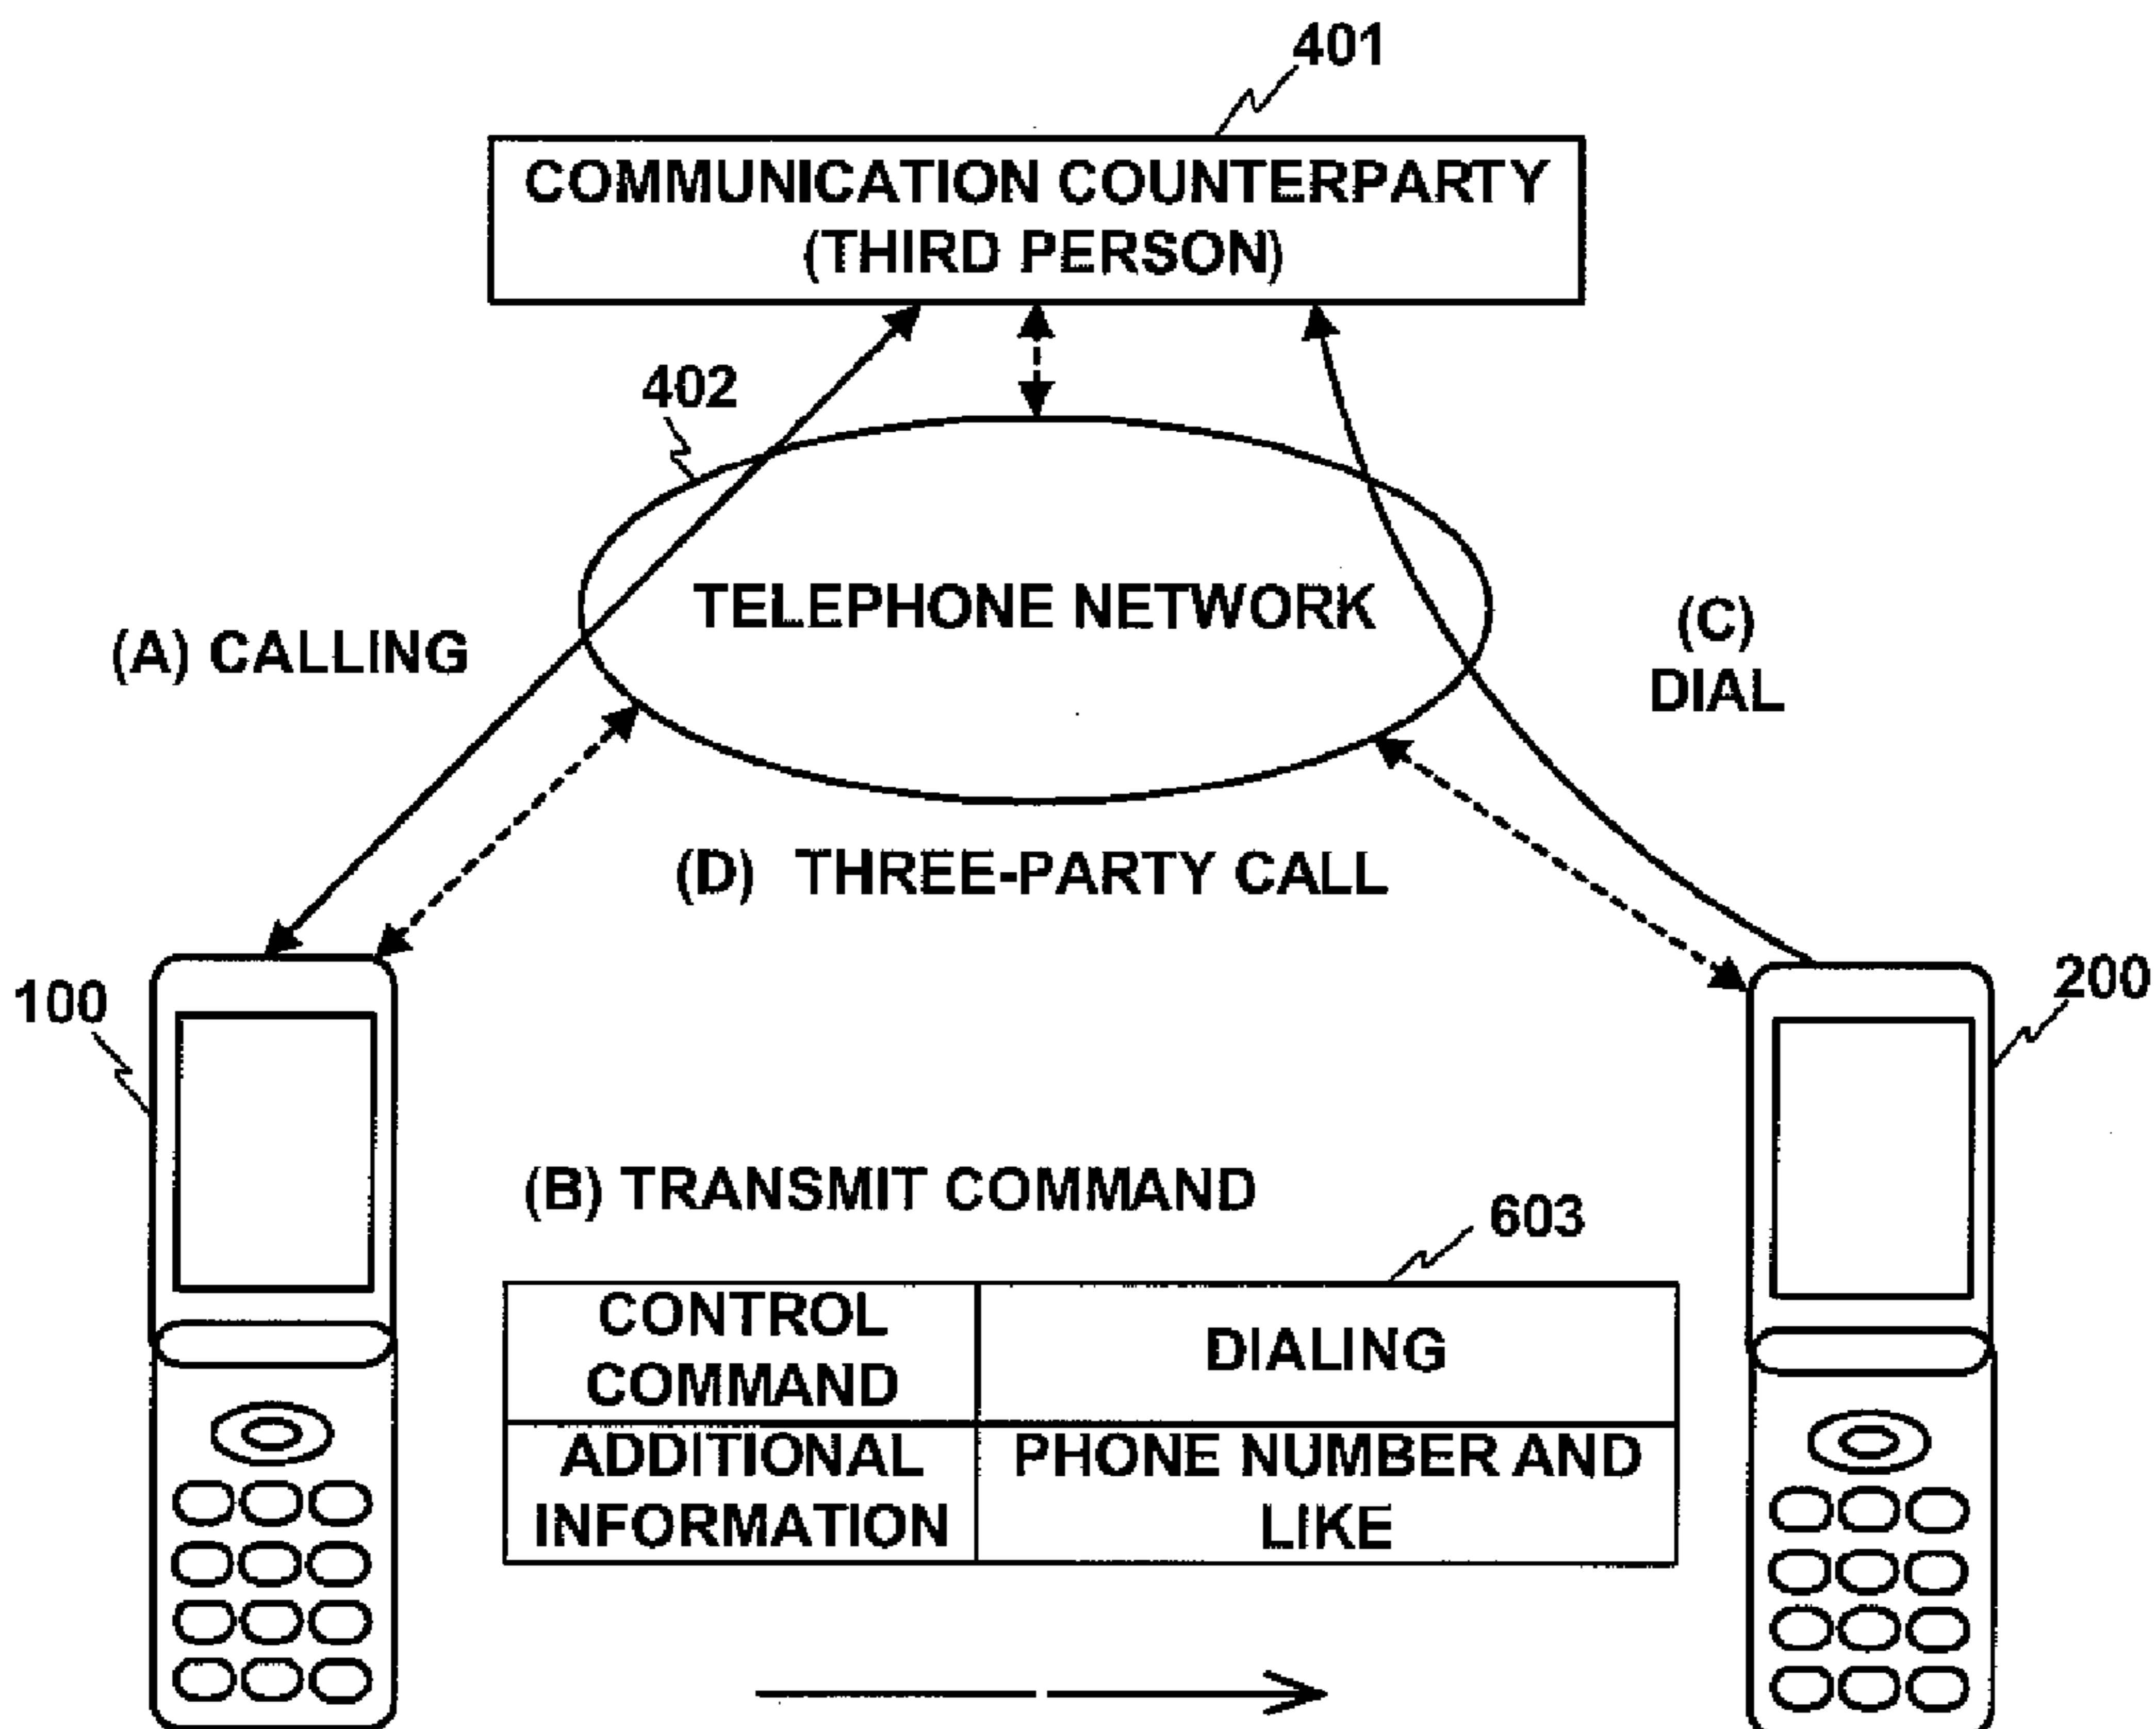 401
COMMUNICATION COUNTERPARTY
(THIRD PERSON)
402
TELEPHONE NETWORK
(A) CALLING
(C)
DIAL
(D) THREE-PARTY CALL
100
200
(B) TRANSMIT COMMAND
603
CONTROL
COMMAND
DIALING
ADDITIONAL
INFORMATION
PHONE NUMBER AND
LIKE